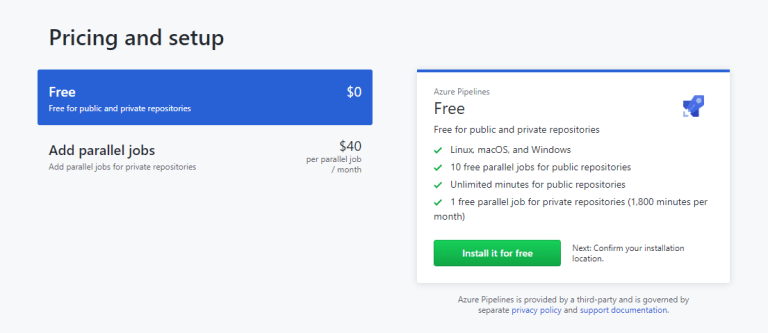 Pricing and setup
Free
$0
Free for public and private repositories
Add parallel jobs
$40
Add parallel jobs for private repositories
per parallel job
/ month
Azure Pipelines
Free
Free for public and private repositories
Linux, macOS, and Windows
10 free parallel jobs for public repositories
Unlimited minutes for public repositories
1 free parallel job for private repositories (1,800 minutes per
month)
Install it for free
Next: Confirm your installation
location.
Azure Pipelines is provided by a third-party and is governed by
separate privacy policy and support documentation.